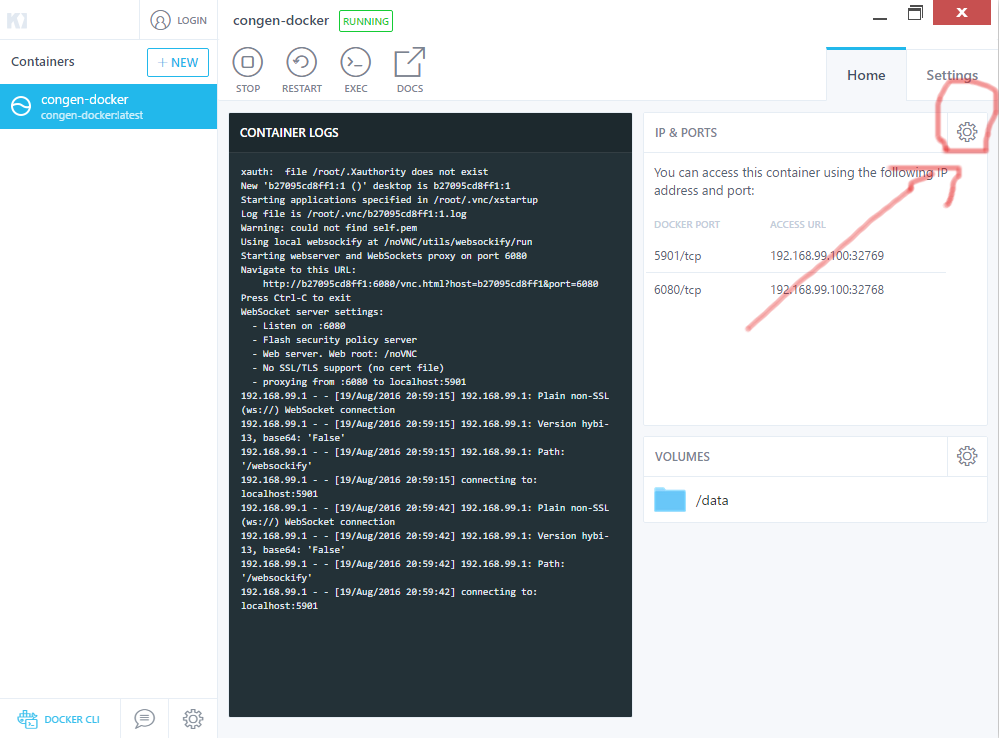 LOGIN
Containers
+ NEW
congen-docker
congen-docker:latest
DOCKER CLI
congen-docker RUNNING
STOP RESTART EXEC DOCS
Home Settings
CONTAINER LOGS
xauth:  file /root/.Xauthority does not exist
New 'b27095cd8ff1:1 ()' desktop is b27095cd8ff1:1
Starting applications specified in /root/.vnc/xstartup
Log file is /root/.vnc/b27095cd8ff1:1.log
Warning: could not find self.pem
Using local websockify at /noVNC/utils/websockify/run
Starting webserver and WebSockets proxy on port 6080
Navigate to this URL:
http://b27095cd8ff1:6080/vnc.html?host=b27095cd8ff1&port=6080
Press Ctrl-C to exit
WebSocket server settings:
- Listen on :6080
- Flash security policy server
- Web server. Web root: /noVNC
- No SSL/TLS support (no cert file)
- proxying from :6080 to localhost:5901
192.168.99.1 - - [19/Aug/2016 20:59:15] 192.168.99.1: Plain non-SSL
(ws://) WebSocket connection
192.168.99.1 - - [19/Aug/2016 20:59:15] 192.168.99.1: Version hybi-
13, base64: 'False'
192.168.99.1 - - [19/Aug/2016 20:59:15] 192.168.99.1: Path:
'/websockify'
192.168.99.1 - - [19/Aug/2016 20:59:15] connecting to:
localhost:5901
192.168.99.1 - - [19/Aug/2016 20:59:42] 192.168.99.1: Plain non-SSL
(ws://) WebSocket connection
192.168.99.1 - - [19/Aug/2016 20:59:42] 192.168.99.1: Version hybi-
13, base64: 'False'
192.168.99.1 - - [19/Aug/2016 20:59:42] 192.168.99.1: Path:
'/websockify'
192.168.99.1 - - [19/Aug/2016 20:59:42] connecting to:
localhost:5901
IP & PORTS
You can access this container using the following IP
address and port:
DOCKER PORT ACCESS URL
5901/tcp 192.168.99.100:32769
6080/tcp 192.168.99.100:32768
VOLUMES
/data